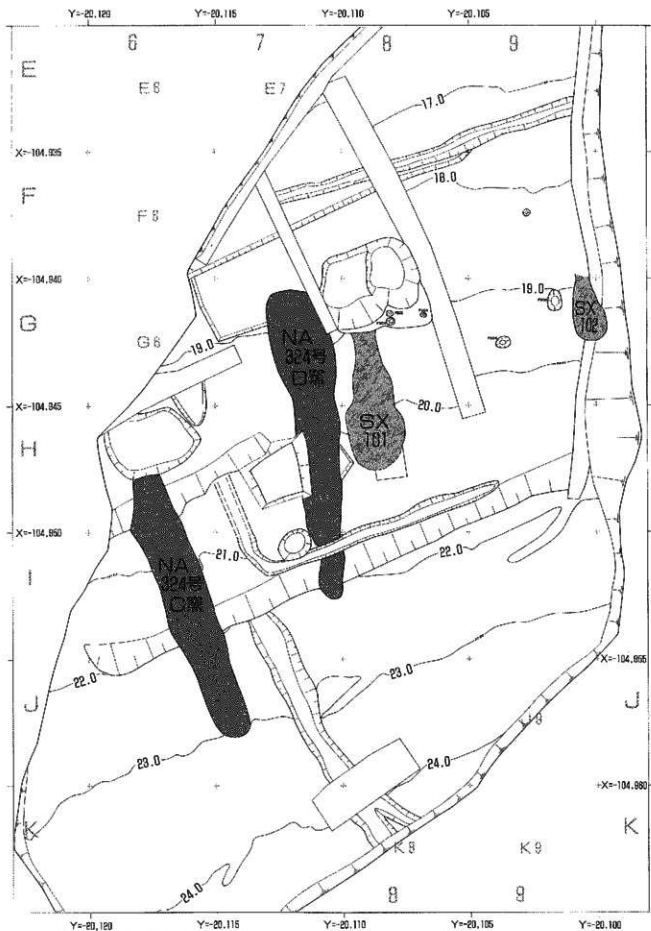 Y=-20,120 Y=-20,115 Y=-20,110 Y=-20,105
6 7 8 9
E
E6 E7
17.0
X=-104,935
18.0
F
F6
X=-104,940
19.0
G
SX
102
NA
324号
D窯
G6
19.0
X=-104,945
20.0
H
SX
101
X=-104,950
21.0
22.0
I
NA
324号
C窯
X=-104,955
22.0
23.0
J
J
J9
23.0
24.0
X=-104,960
K
K
K8 K9
24.0
8 9
Y=-20,120 Y=-20,115 Y=-20,110 Y=-20,105 Y=-20,100